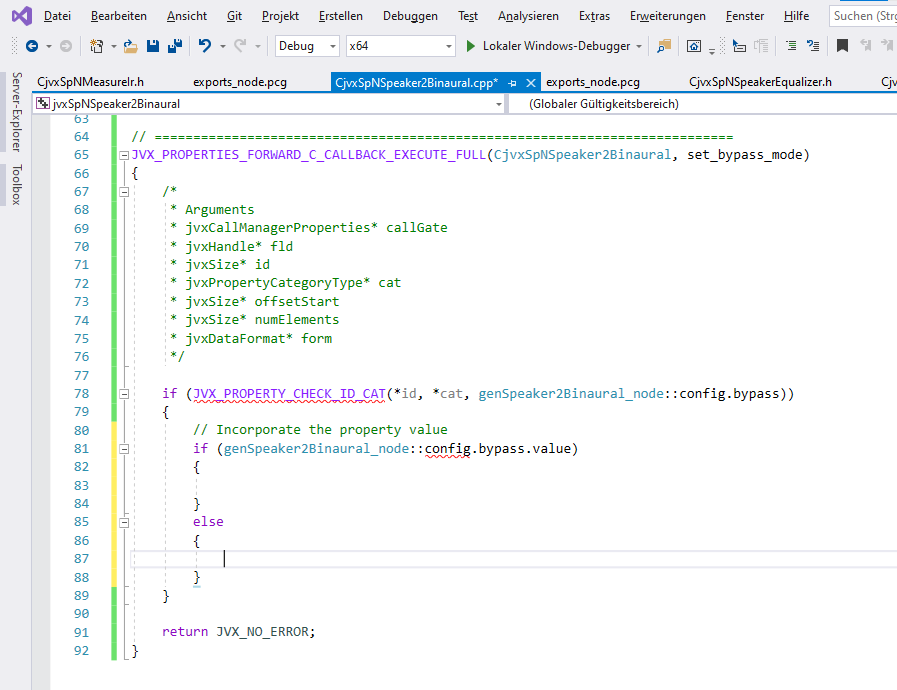 Datei Bearbeiten Ansicht Git Projekt Erstellen Debuggen Test Analysieren Extras Erweiterungen Fenster Hilfe Suchen (Strg
Debug x64 Lokaler Windows-Debugger
Server-Explorer
Toolbox
CjvxSpNMeasureIr.h exports_node.pcg CjvxSpNSpeaker2Binaural.cpp* exports_node.pcg CjvxSpNSpeakerEqualizer.h Cjv
jvxSpNSpeaker2Binaural (Globaler Gültigkeitsbereich)
63
64 // ===========================================================================
65 JVX_PROPERTIES_FORWARD_C_CALLBACK_EXECUTE_FULL(CjvxSpNSpeaker2Binaural, set_bypass_mode)
66 {
67 /*
68 * Arguments
69 * jvxCallManagerProperties* callGate
70 * jvxHandle* fld
71 * jvxSize* id
72 * jvxPropertyCategoryType* cat
73 * jvxSize* offsetStart
74 * jvxSize* numElements
75 * jvxDataFormat* form
76 */
77
78 if (JVX_PROPERTY_CHECK_ID_CAT(*id, *cat, genSpeaker2Binaural_node::config.bypass))
79 {
80 // Incorporate the property value
81 if (genSpeaker2Binaural_node::config.bypass.value)
82 {
83
84 }
85 else
86 {
87
88 }
89 }
90
91 return JVX_NO_ERROR;
92 }